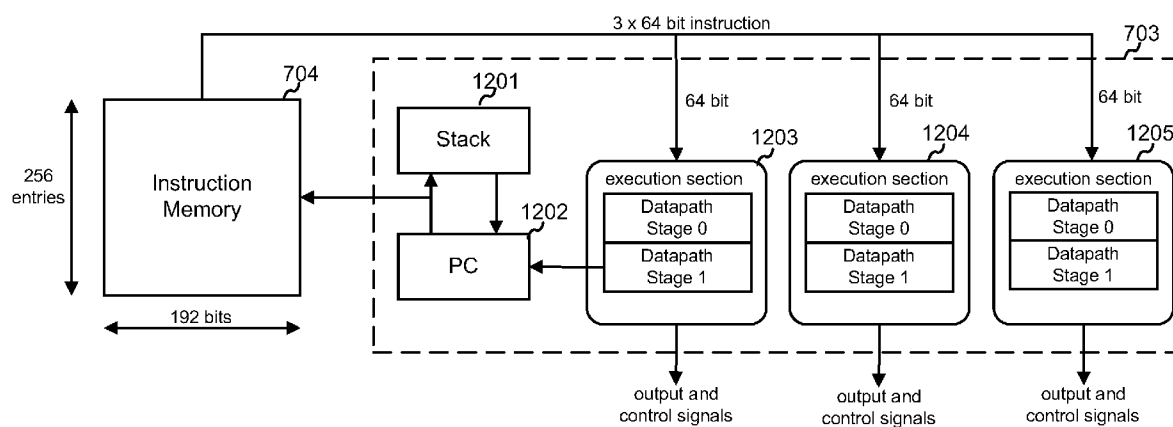 3 x 64 bit instruction
703
704
1201
64 bit
64 bit
64 bit
Stack
1203
1204
1205
256
entries
Instruction
Memory
execution section
execution section
execution section
Datapath
Stage 0
Datapath
Stage 0
Datapath
Stage 0
1202
PC
Datapath
Stage 1
Datapath
Stage 1
Datapath
Stage 1
192 bits
output and
control signals
output and
control signals
output and
control signals